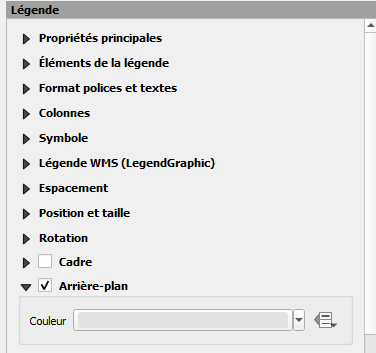 Légende
Propriétés principales
Éléments de la légende
Format polices et textes
Colonnes
Symbole
Légende WMS (LegendGraphic)
Espacement
Position et taille
Rotation
Cadre
Arrière-plan
Couleur